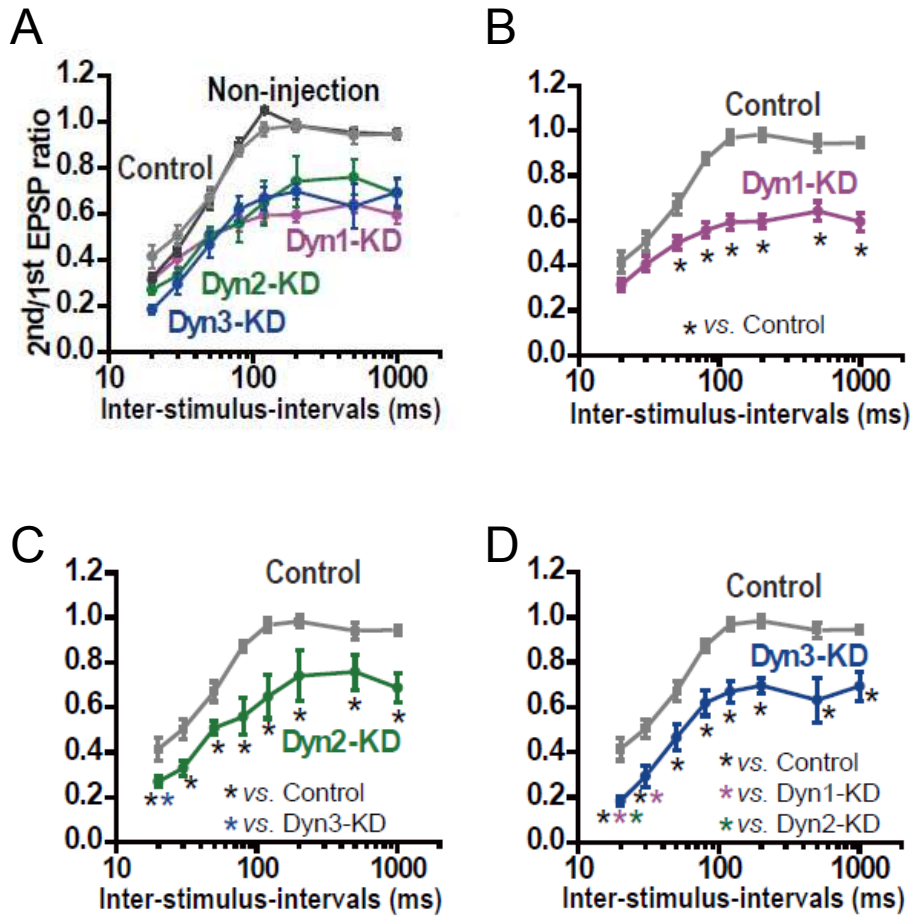 A
2nd/1st EPSP ratio
1.2
1.0
0.8
0.6
0.4
0.2
0.0
Non-injection
Control
Dyn1-KD
Dyn2-KD
Dyn3-KD
10 100 1000
Inter-stimulus-intervals (ms)
B
1.2
1.0
0.8
0.6
0.4
0.2
0.0
Control
Dyn1-KD
* * * * * *
* vs. Control
10 100 1000
Inter-stimulus-intervals (ms)
C
1.2
1.0
0.8
0.6
0.4
0.2
0.0
Control
Dyn2-KD
* * * * * *
* * *
* vs. Control
* vs. Dyn3-KD
10 100 1000
Inter-stimulus-intervals (ms)
D
1.2
1.0
0.8
0.6
0.4
0.2
0.0
Control
Dyn3-KD
* * * * * *
* *
* * *
* vs. Control
* vs. Dyn1-KD
* vs. Dyn2-KD
10 100 1000
Inter-stimulus-intervals (ms)